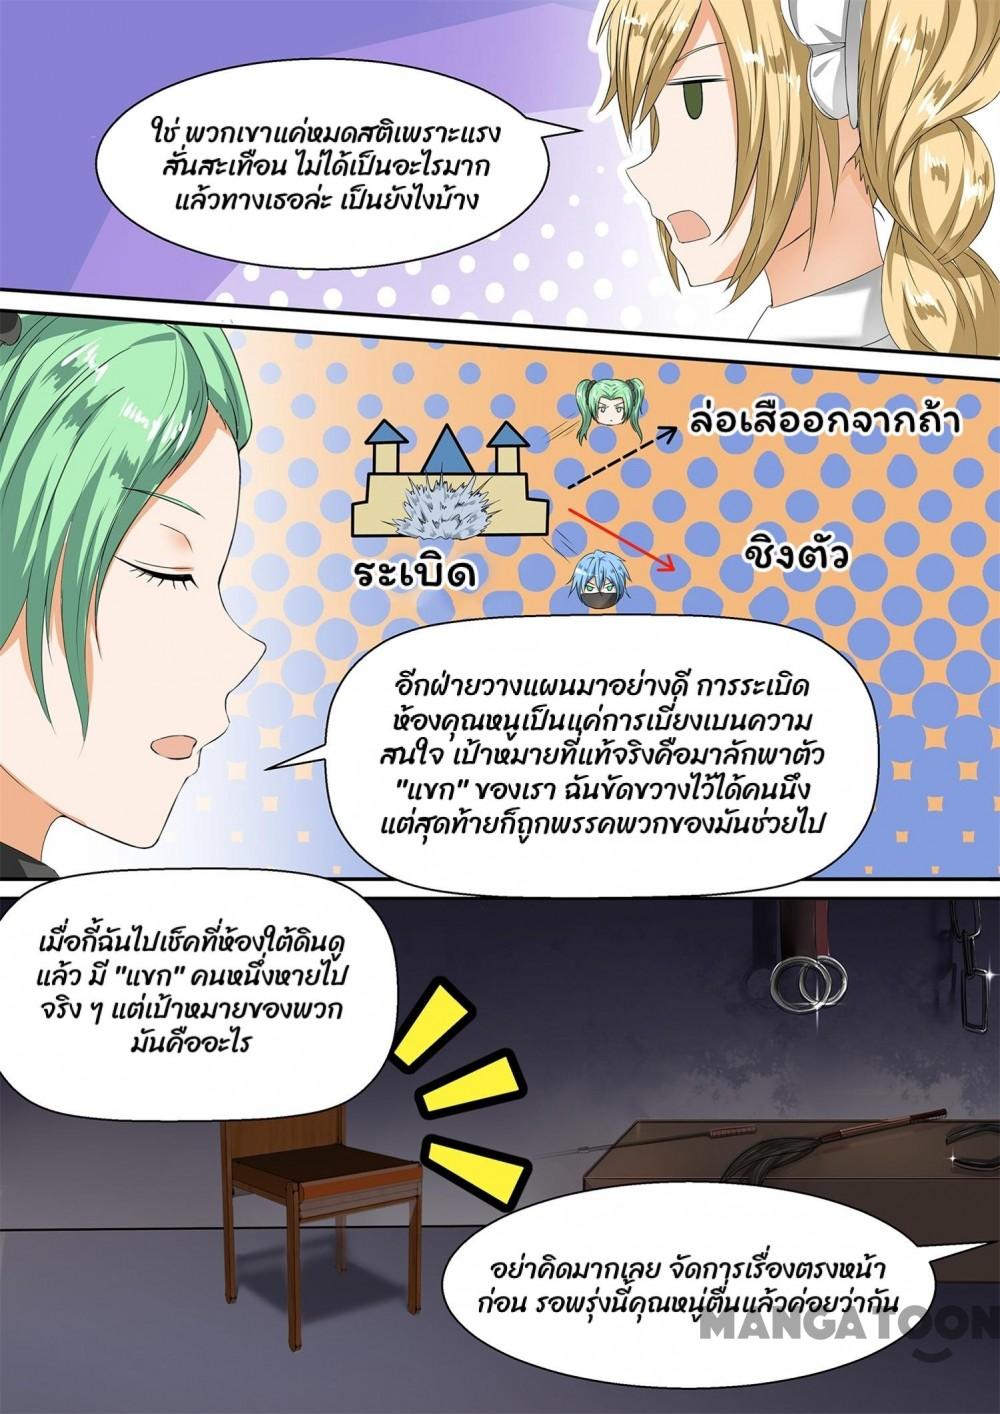 ใช่ พวกเขาแค่หมดสติเพราะแรง
สั่นสะเทือน ไม่ได้เป็นอะไรมาก
แล้วทางเธอล่ะ เป็นยังไงบ้าง
ล่อเสือออกจากถ้ำ
ระเบิด
ชิงตัว
อีกฝ่ายวางแผนมาอย่างดี การระเบิด
ห้องคุณหนูเป็นแค่การเบี่ยงเบนความ
สนใจ เป้าหมายที่แท้จริงคือมาลักพาตัว
"แขก" ของเรา ฉันขัดขวางไว้ได้คนนึง
แต่สุดท้ายก็ถูกพรรคพวกของมันช่วยไป
เมื่อกี้ฉันไปเช็คที่ห้องใต้ดินดู
แล้ว มี "แขก" คนหนึ่งหายไป
จริง ๆ แต่เป้าหมายของพวก
มันคืออะไร
อย่าคิดมากเลย จัดการเรื่องตรงหน้า
ก่อน รอพรุ่งนี้คุณหนูตื่นแล้วค่อยว่ากัน
MANGATOON